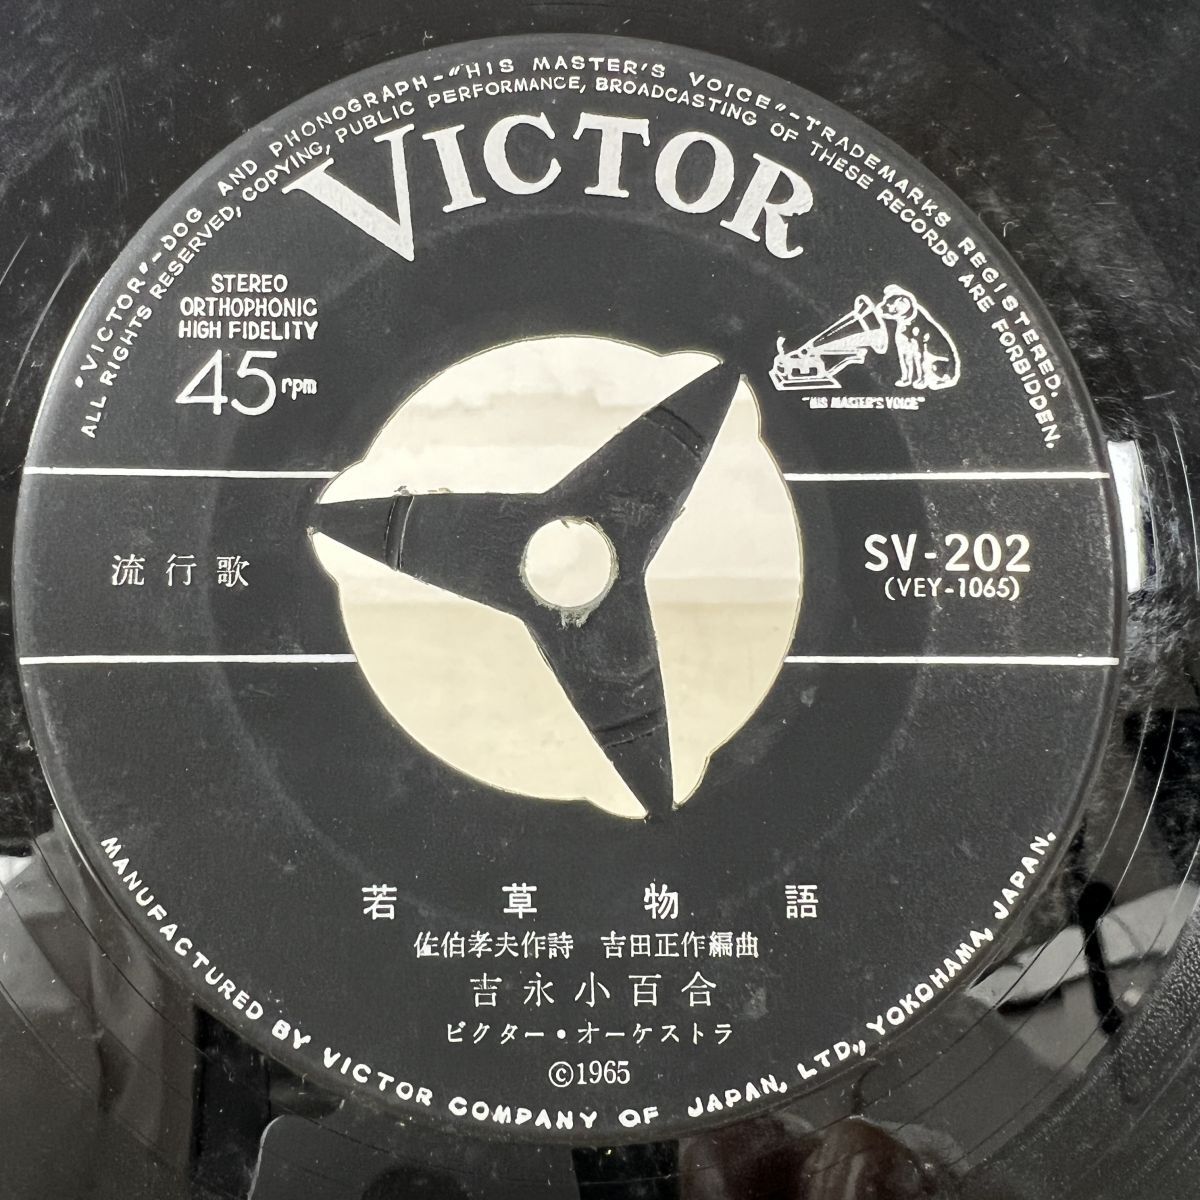 "VICTOR"-DOG AND PHONOGRAPH-"HIS MASTER'S VOICE"-TRADEMARKS REGISTERED.
ALL RIGHTS RESERVED, COPYING, PUBLIC PERFORMANCE, BROADCASTING OF THESE RECORDS ARE FORBIDDEN.
VICTOR
STEREO
ORTHOPHONIC
HIGH FIDELITY
45 rpm
"HIS MASTER'S VOICE"
流行歌
SV-202
(VEY-1065)
若草物語
佐伯孝夫作詩 吉田正作編曲
吉永小百合
ビクター・オーケストラ
©1965
MANUFACTURED BY VICTOR COMPANY OF JAPAN, LTD., YOKOHAMA, JAPAN.